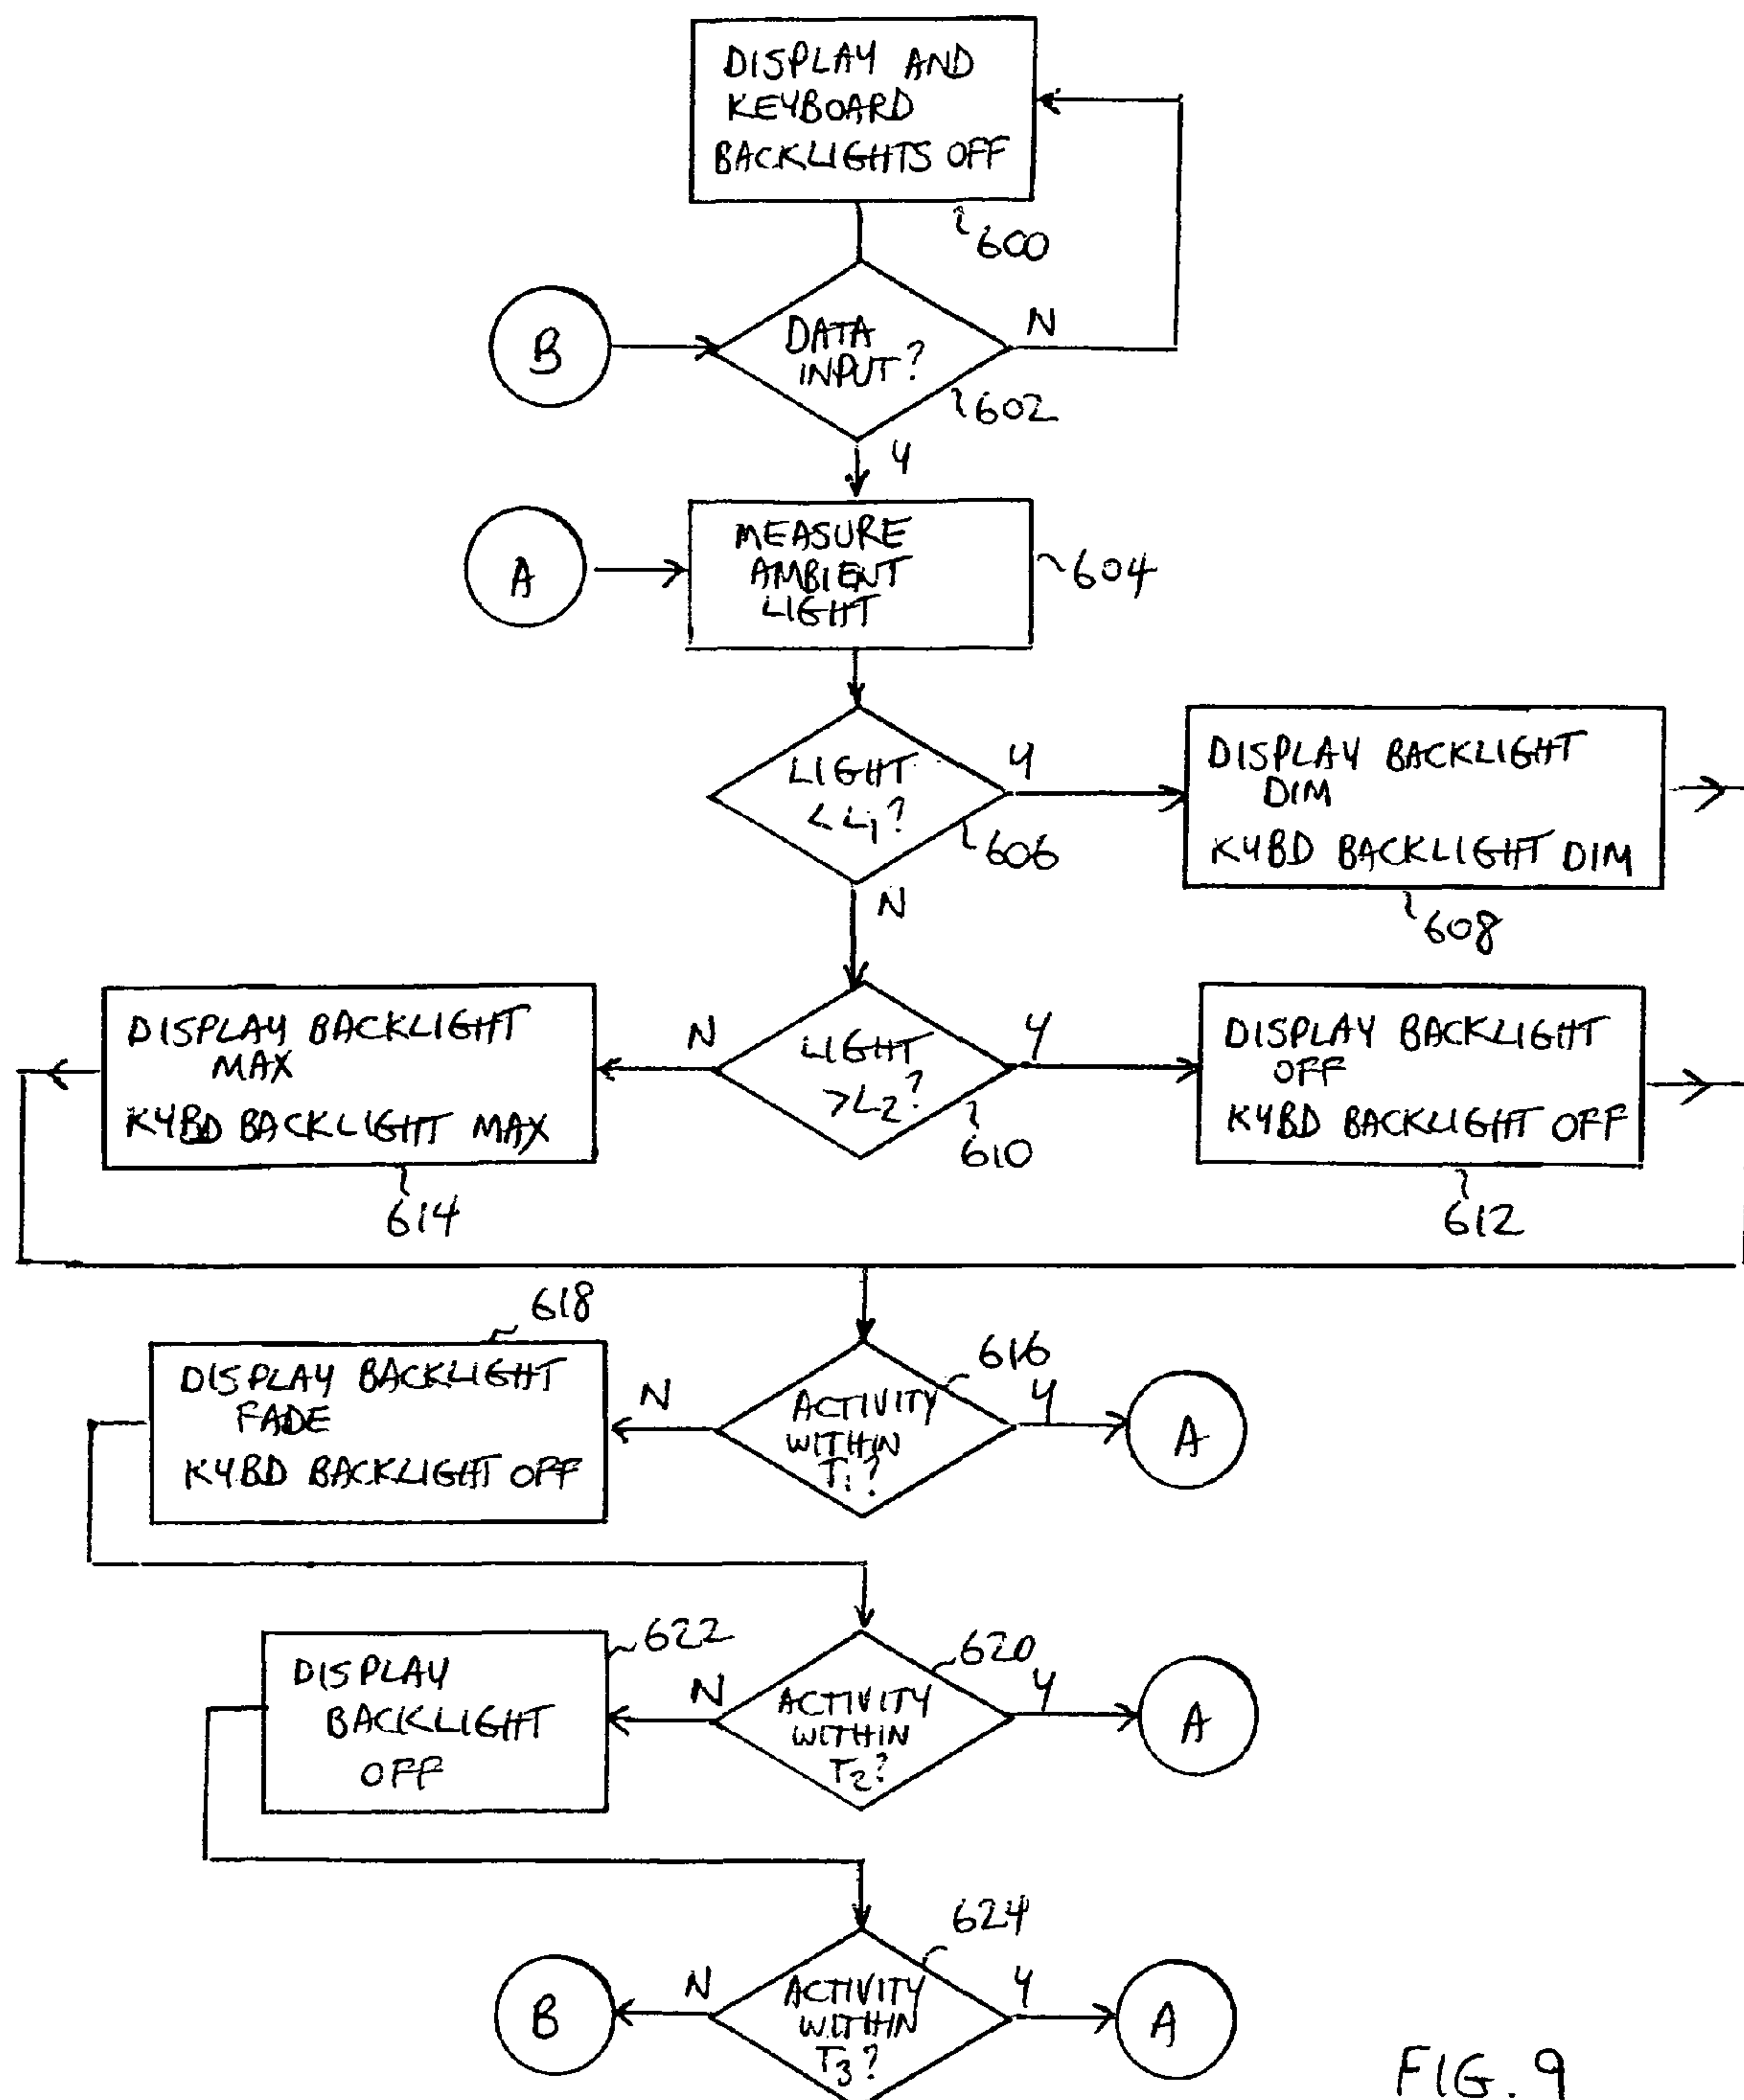 DISPLAY AND
KEYBOARD
BACKLIGHTS OFF
600
B
DATA
INPUT?
N
602
Y
A
MEASURE
AMBIENT
LIGHT
604
LIGHT
<L1?
Y
606
N
DISPLAY BACKLIGHT
DIM
KYBD BACKLIGHT DIM
608
DISPLAY BACKLIGHT
MAX
KYBD BACKLIGHT MAX
614
N
LIGHT
>L2?
Y
610
DISPLAY BACKLIGHT
OFF
KYBD BACKLIGHT OFF
612
618
DISPLAY BACKLIGHT
FADE
KYBD BACKLIGHT OFF
N
616
ACTIVITY
WITHIN
T1?
Y
A
622
DISPLAY
BACKLIGHT
OFF
N
620
ACTIVITY
WITHIN
T2?
Y
A
624
B
N
ACTIVITY
WITHIN
T3?
Y
A
FIG. 9